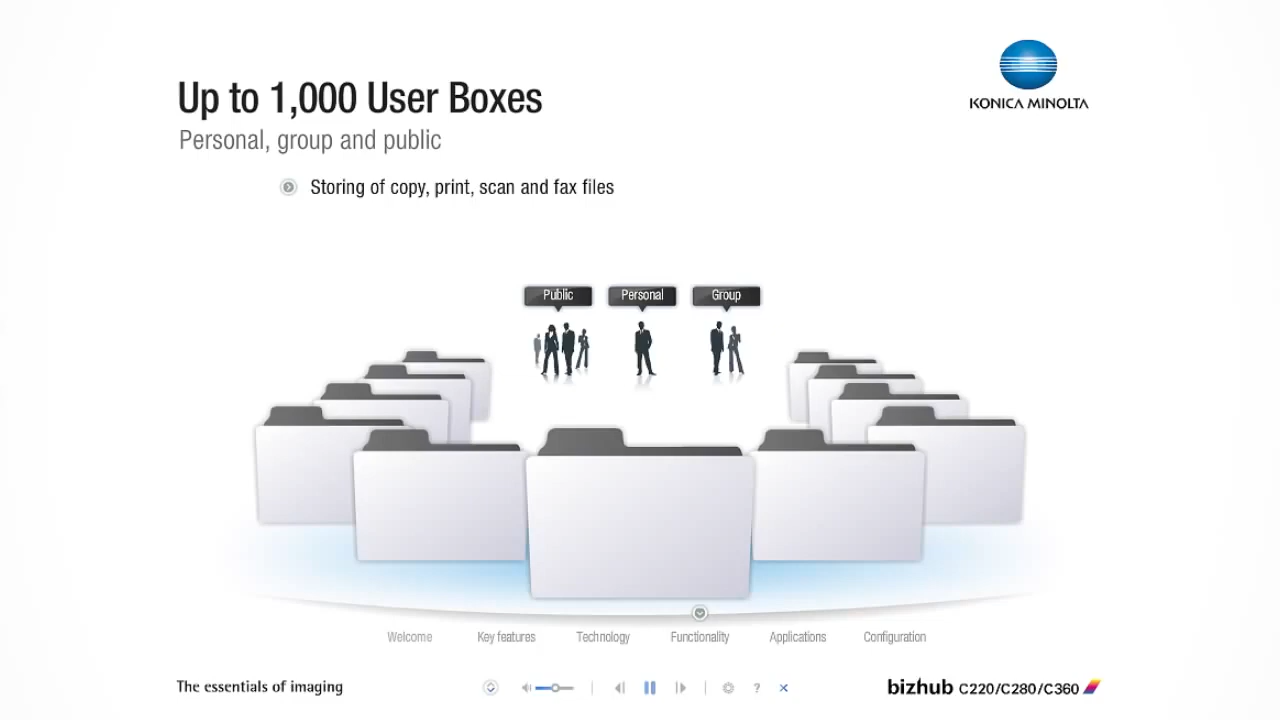 Up to 1,000 User Boxes
KONICA MINOLTA
Personal, group and public
Storing of copy, print, scan and fax files
Public
Personal
Group
Welcome
Key features
Technology
Functionality
Applications
Configuration
The essentials of imaging
?
bizhub C220/C280/C360